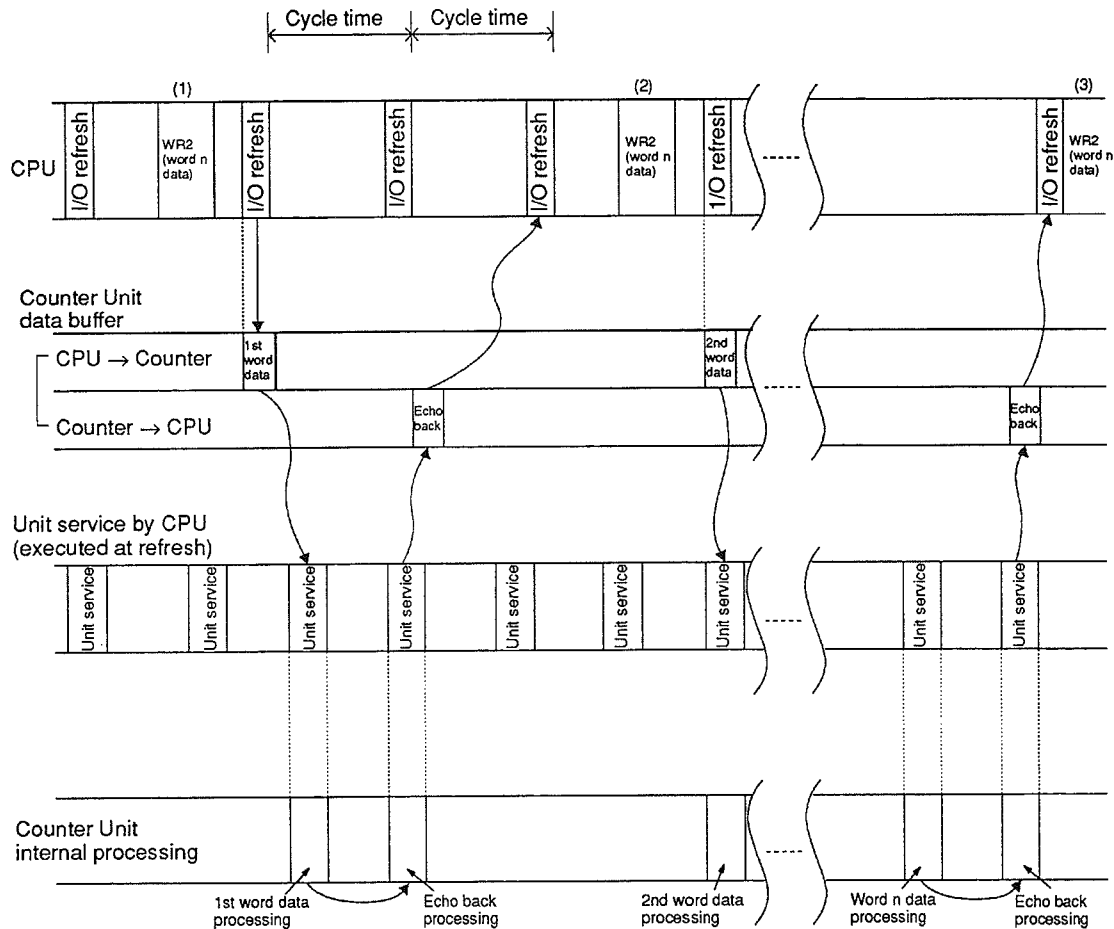 Cycle time Cycle time
(1) (2) (3)
CPU
I/O refresh
WR2
(word n
data)
I/O refresh
I/O refresh
I/O refresh
WR2
(word n
data)
1/O refresh
I/O refresh
WR2
(word n
data)
Counter Unit
data buffer
CPU → Counter
1st
word
data
2nd
word
data
Counter → CPU
Echo
back
Echo
back
Unit service by CPU
(executed at refresh)
Unit service
Unit service
Unit service
Unit service
Unit service
Unit service
Unit service
Unit service
Unit service
Counter Unit
internal processing
1st word data
processing
Echo back
processing
2nd word data
processing
Word n data
processing
Echo back
processing